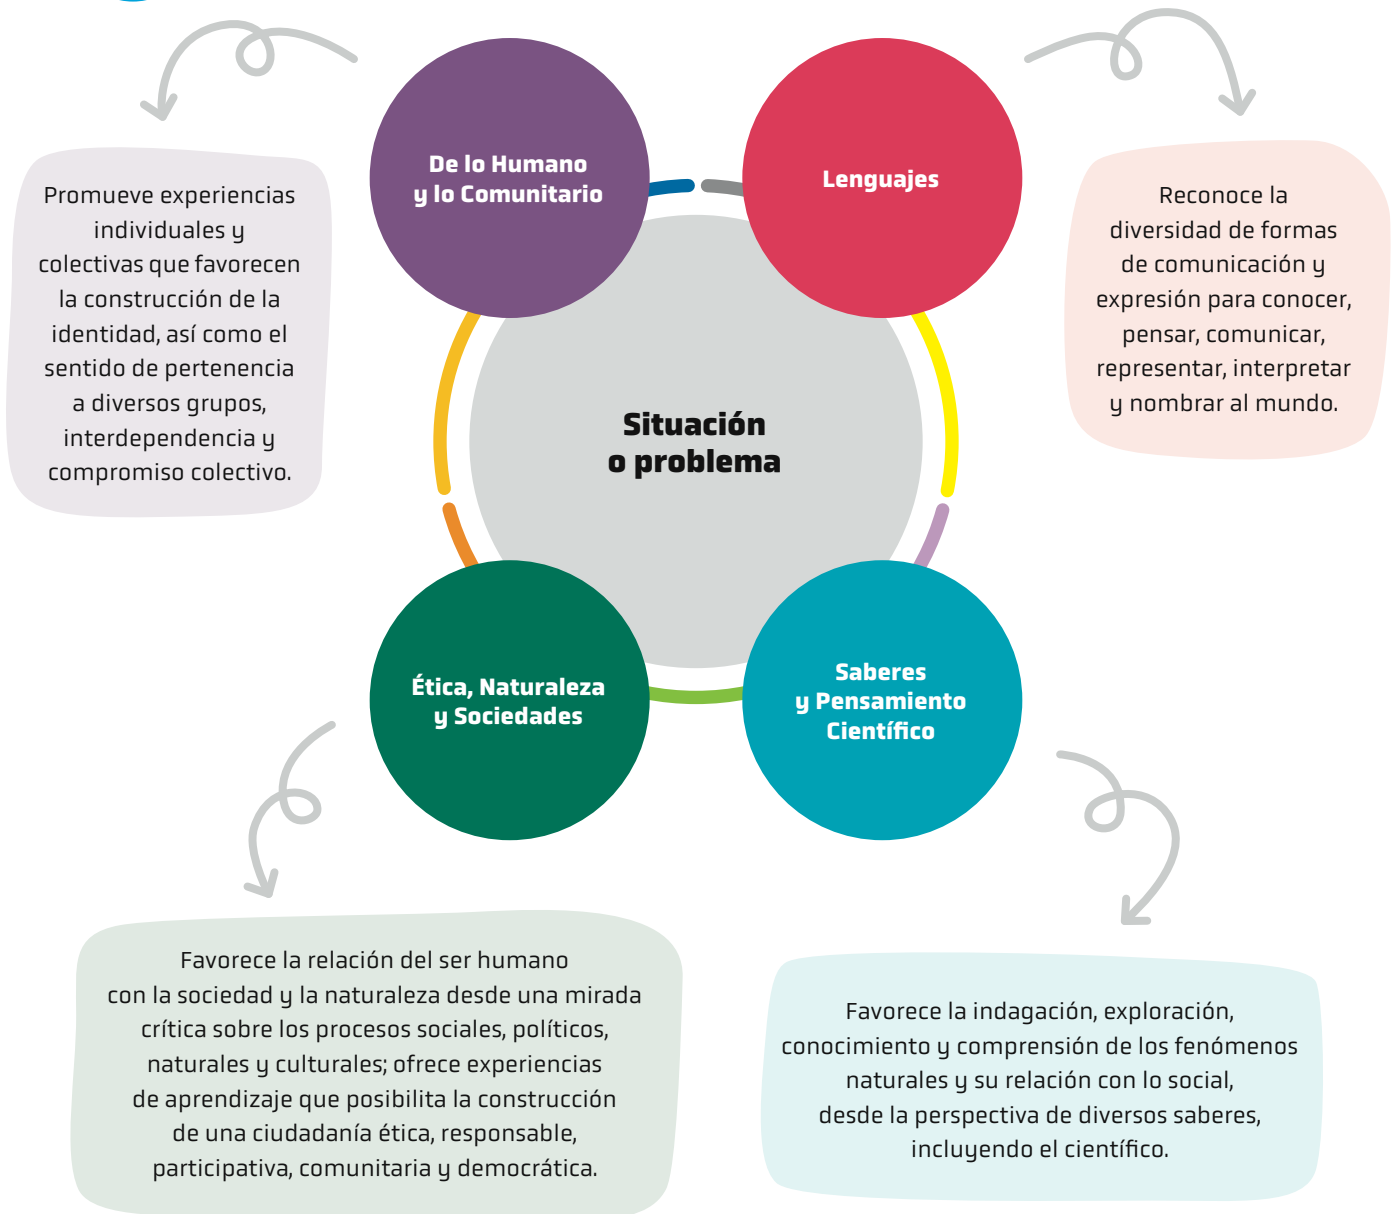 De lo Humano
y lo Comunitario
Lenguajes
Promueve experiencias
individuales y
colectivas que favorecen
la construcción de la
identidad, así como el
sentido de pertenencia
a diversos grupos,
interdependencia y
compromiso colectivo.
Reconoce la
diversidad de formas
de comunicación y
expresión para conocer,
pensar, comunicar,
representar, interpretar
y nombrar al mundo.
Situación
o problema
Ética, Naturaleza
y Sociedades
Saberes
y Pensamiento
Científico
Favorece la relación del ser humano
con la sociedad y la naturaleza desde una mirada
crítica sobre los procesos sociales, políticos,
naturales y culturales; ofrece experiencias
de aprendizaje que posibilita la construcción
de una ciudadanía ética, responsable,
participativa, comunitaria y democrática.
Favorece la indagación, exploración,
conocimiento y comprensión de los fenómenos
naturales y su relación con lo social,
desde la perspectiva de diversos saberes,
incluyendo el científico.